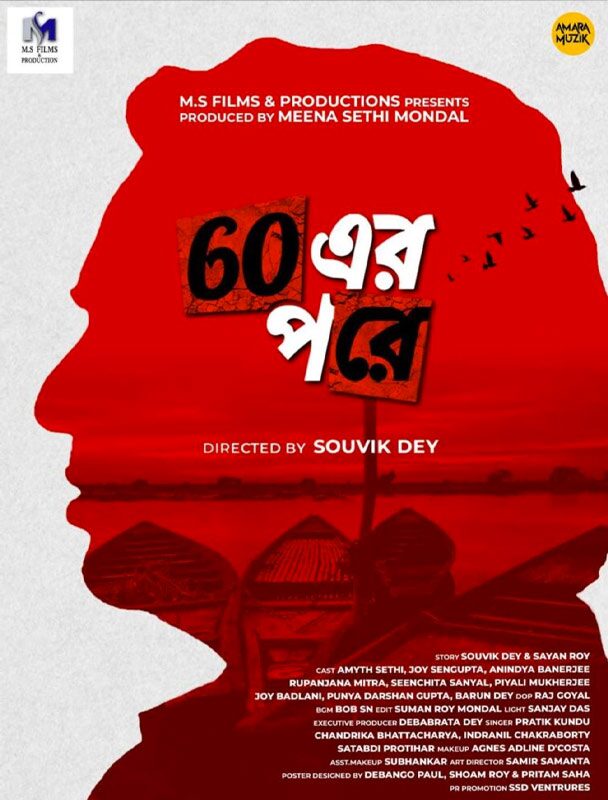 M.S FILMS
&
PRODUCTION
AMARA
MUZIK
M.S FILMS & PRODUCTIONS PRESENTS
PRODUCED BY MEENA SETHI MONDAL
60 এর
পরে
DIRECTED BY SOUVIK DEY
STORY SOUVIK DEY & SAYAN ROY
CAST AMYTH SETHI, JOY SENGUPTA, ANINDYA BANERJEE
RUPANJANA MITRA, SEENCHITA SANYAL, PIYALI MUKHERJEE
JOY BADLANI, PUNYA DARSHAN GUPTA, BARUN DEY DOP RAJ GOYAL
BGM BOB SN EDIT SUMAN ROY MONDAL LIGHT SANJAY DAS
EXECUTIVE PRODUCER DEBABRATA DEY SINGER PRATIK KUNDU
CHANDRIKA BHATTACHARYA, INDRANIL CHAKRABORTY
SATABDI PROTIHAR MAKEUP AGNES ADLINE D'COSTA
ASST.MAKEUP SUBHANKAR ART DIRECTOR SAMIR SAMANTA
POSTER DESIGNED BY DEBANGO PAUL, SHOAM ROY & PRITAM SAHA
PR PROMOTION SSD VENTRURES